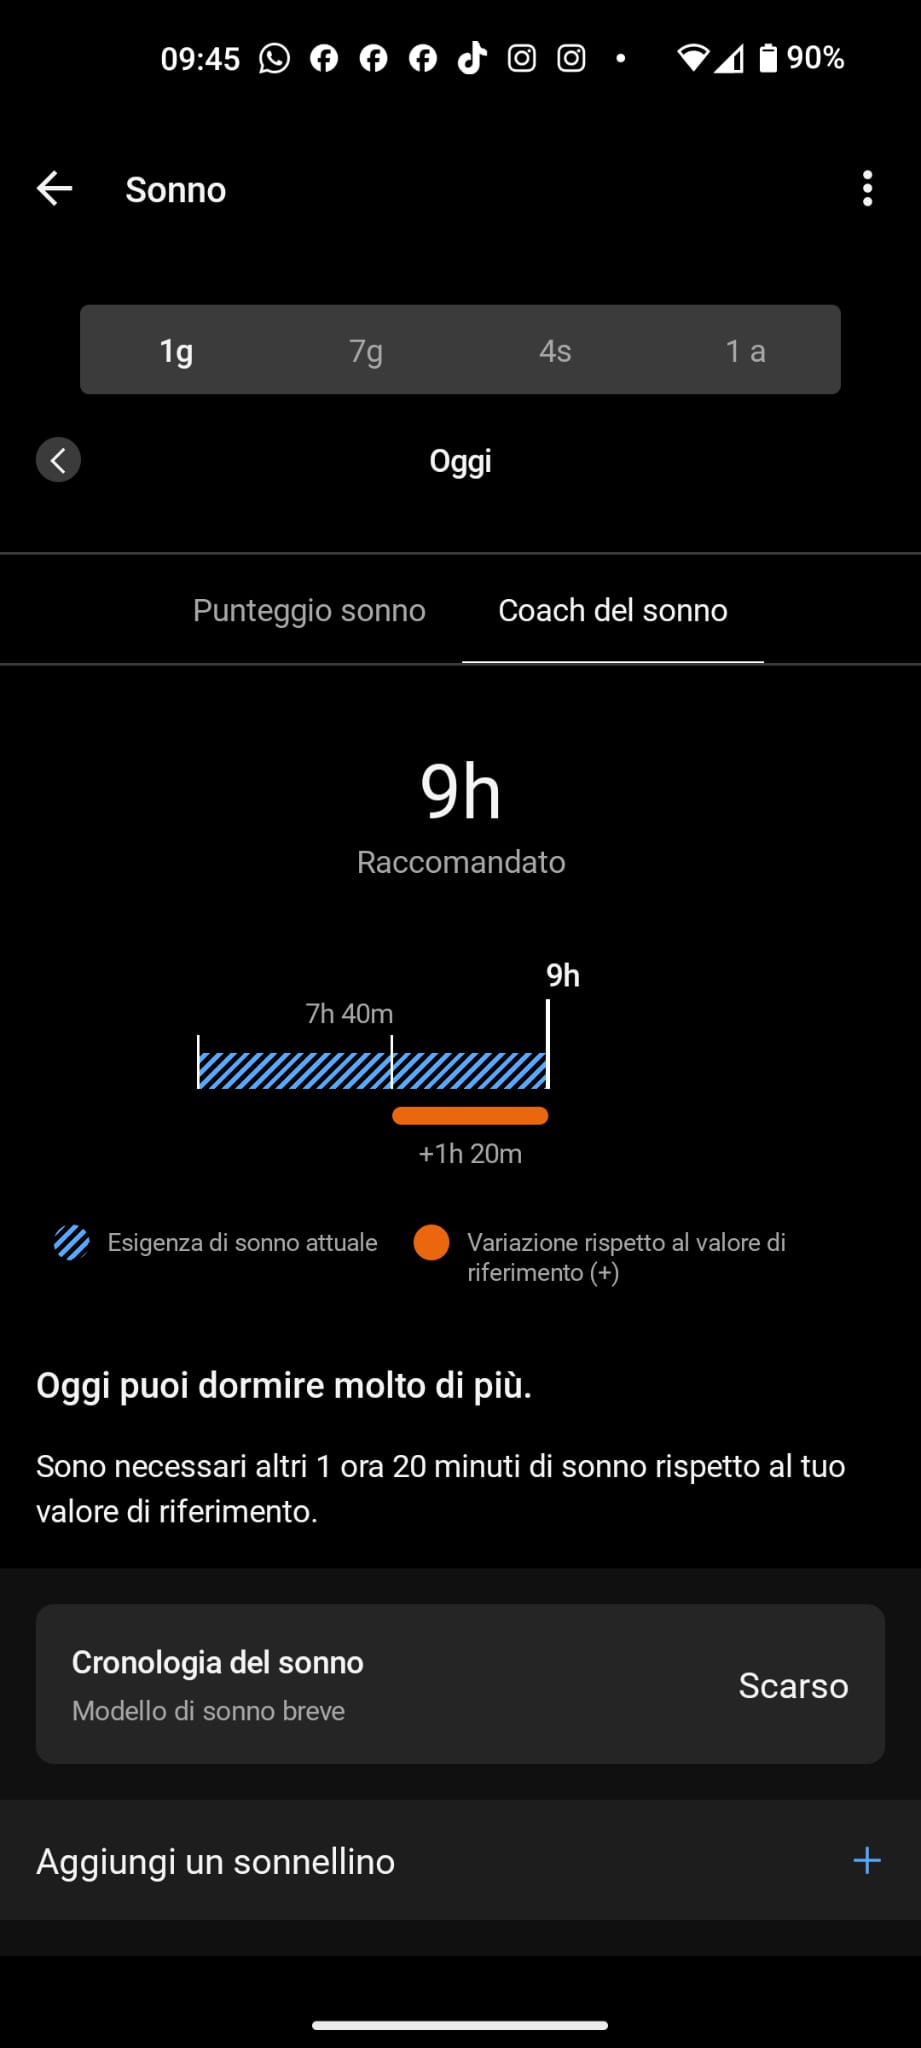 09:45
90%
Sonno
1g 7g 4s 1 a
Oggi
Punteggio sonno Coach del sonno
9h
Raccomandato
9h
7h 40m
+1h 20m
Esigenza di sonno attuale
Variazione rispetto al valore di
riferimento (+)
Oggi puoi dormire molto di più.
Sono necessari altri 1 ora 20 minuti di sonno rispetto al tuo
valore di riferimento.
Cronologia del sonno
Modello di sonno breve
Scarso
Aggiungi un sonnellino